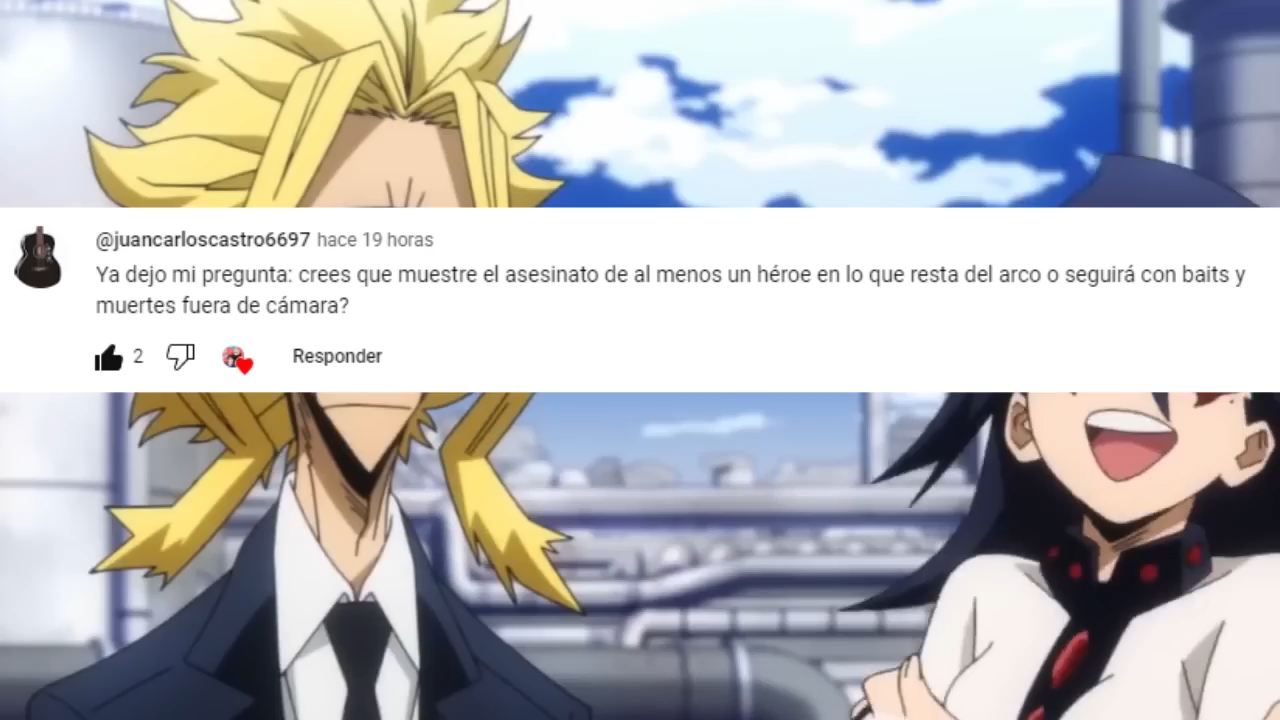 @juancarloscastro6697 hace 19 horas
Ya dejo mi pregunta: crees que muestre el asesinato de al menos un héroe en lo que resta del arco o seguirá con baits y
muertes fuera de cámara?
2 Responder